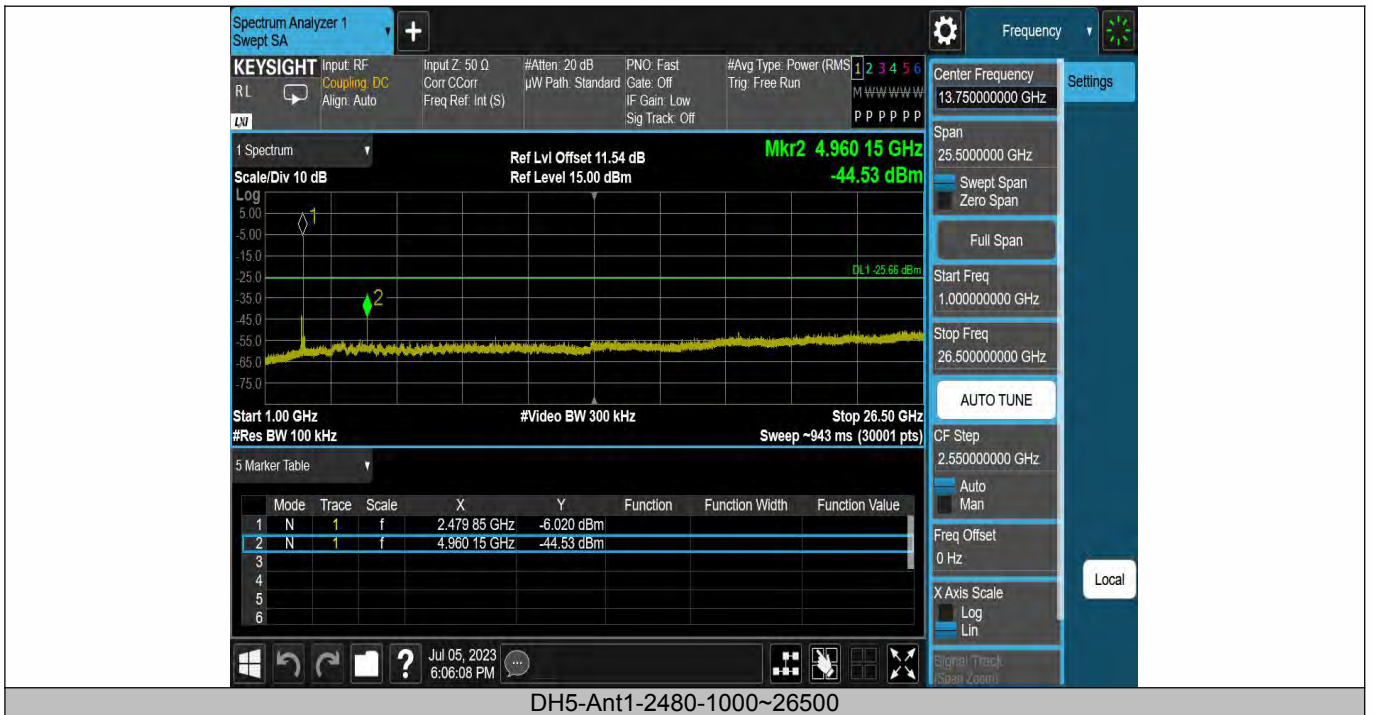 Spectrum Analyzer 1
Swept SA
+
Frequency
KEYSIGHT
RL
LXI
Input: RF
Coupling: DC
Align: Auto
Input Z: 50 Ω
Corr CCorr
Freq Ref: Int (S)
#Atten: 20 dB
µW Path: Standard
PNO: Fast
Gate: Off
IF Gain: Low
Sig Track: Off
#Avg Type: Power (RMS
Trig: Free Run
1 2 3 4 5 6
M W W W W W
P P P P P P
1 Spectrum
Scale/Div 10 dB
Ref Lvl Offset 11.54 dB
Ref Level 15.00 dBm
Mkr2 4.960 15 GHz
-44.53 dBm
Log
5.00
-5.00
-15.0
-25.0
-35.0
-45.0
-55.0
-65.0
-75.0
1
2
DL1 -25.66 dBm
Start 1.00 GHz
#Res BW 100 kHz
#Video BW 300 kHz
Stop 26.50 GHz
Sweep ~943 ms (30001 pts)
5 Marker Table
Mode Trace Scale X Y Function Function Width Function Value
1 N 1 f 2.479 85 GHz -6.020 dBm
2 N 1 f 4.960 15 GHz -44.53 dBm
3
4
5
6
?
Jul 05, 2023
6:06:08 PM
Center Frequency
13.750000000 GHz
Settings
Span
25.5000000 GHz
Swept Span
Zero Span
Full Span
Start Freq
1.000000000 GHz
Stop Freq
26.500000000 GHz
AUTO TUNE
CF Step
2.550000000 GHz
Auto
Man
Freq Offset
0 Hz
X Axis Scale
Log
Lin
Signal Track
(Span Zoom)
Local
DH5-Ant1-2480-1000~26500